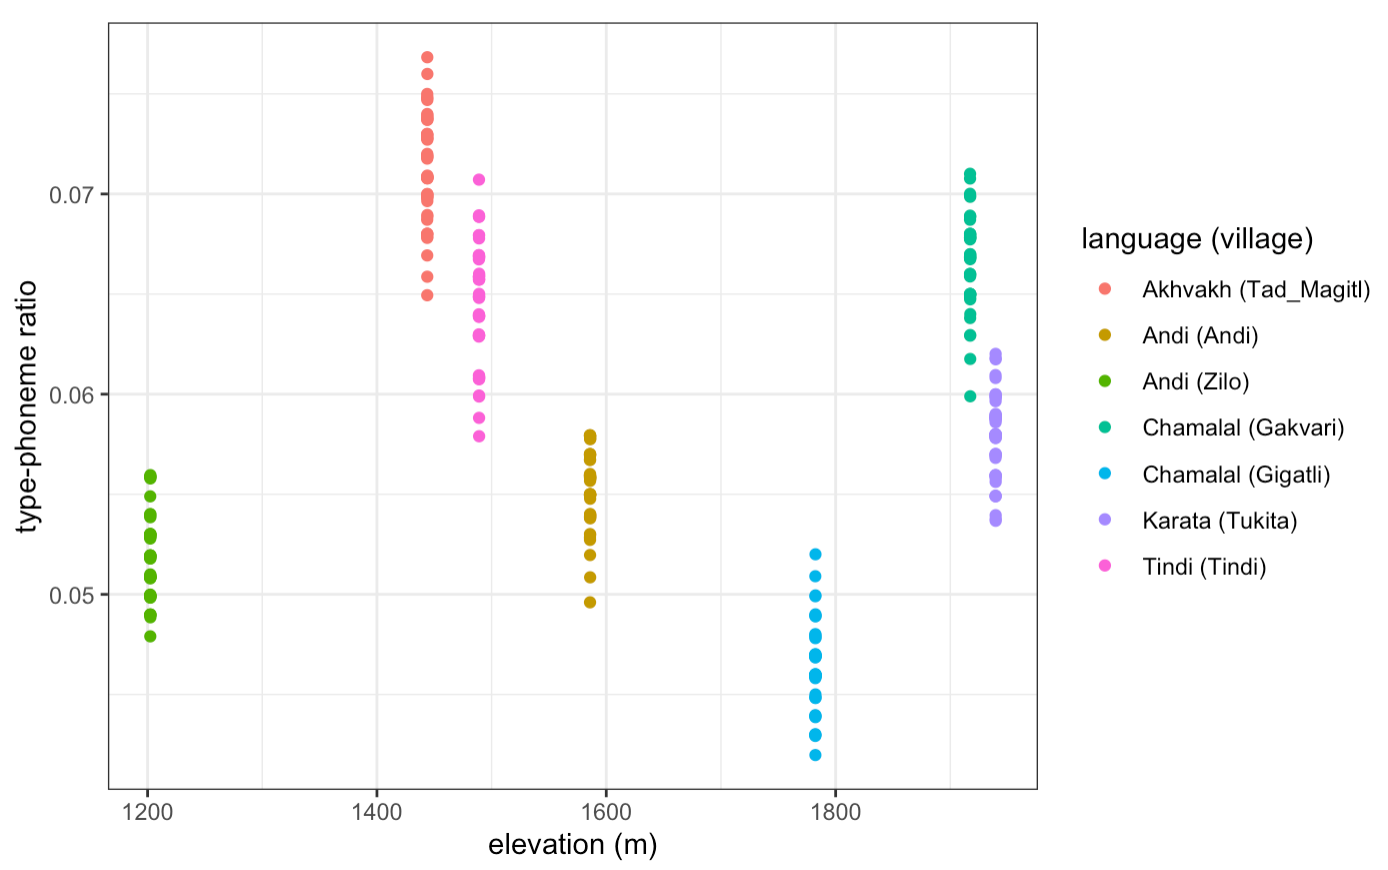 0.07
0.06
0.05
type-phoneme ratio
1200
1400
1600
1800
elevation (m)
language (village)
Akhvakh (Tad_Magitl)
Andi (Andi)
Andi (Zilo)
Chamalal (Gakvari)
Chamalal (Gigatli)
Karata (Tukita)
Tindi (Tindi)